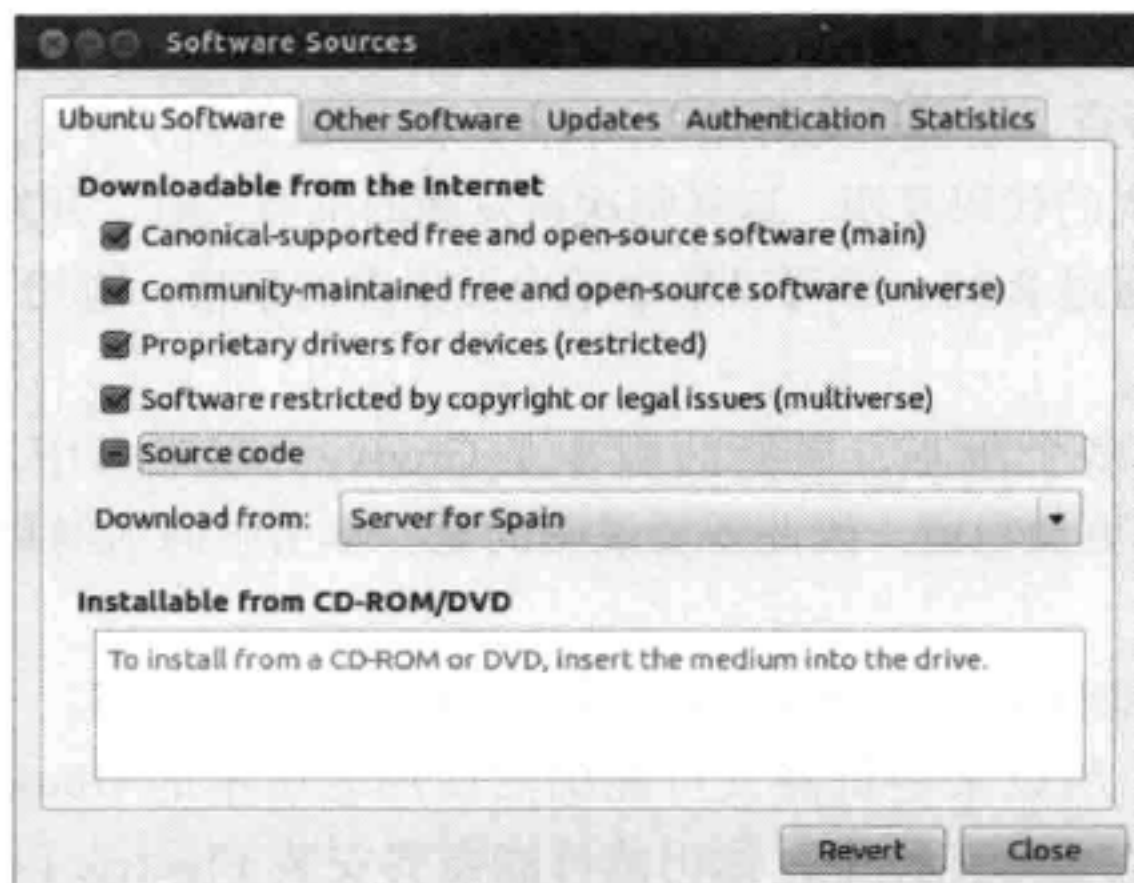 Software Sources
Ubuntu Software Other Software Updates Authentication Statistics
Downloadable from the Internet
Canonical-supported free and open-source software (main)
Community-maintained free and open-source software (universe)
Proprietary drivers for devices (restricted)
Software restricted by copyright or legal issues (multiverse)
Source code
Download from: Server for Spain
Installable from CD-ROM/DVD
To install from a CD-ROM or DVD, insert the medium into the drive.
Revert Close